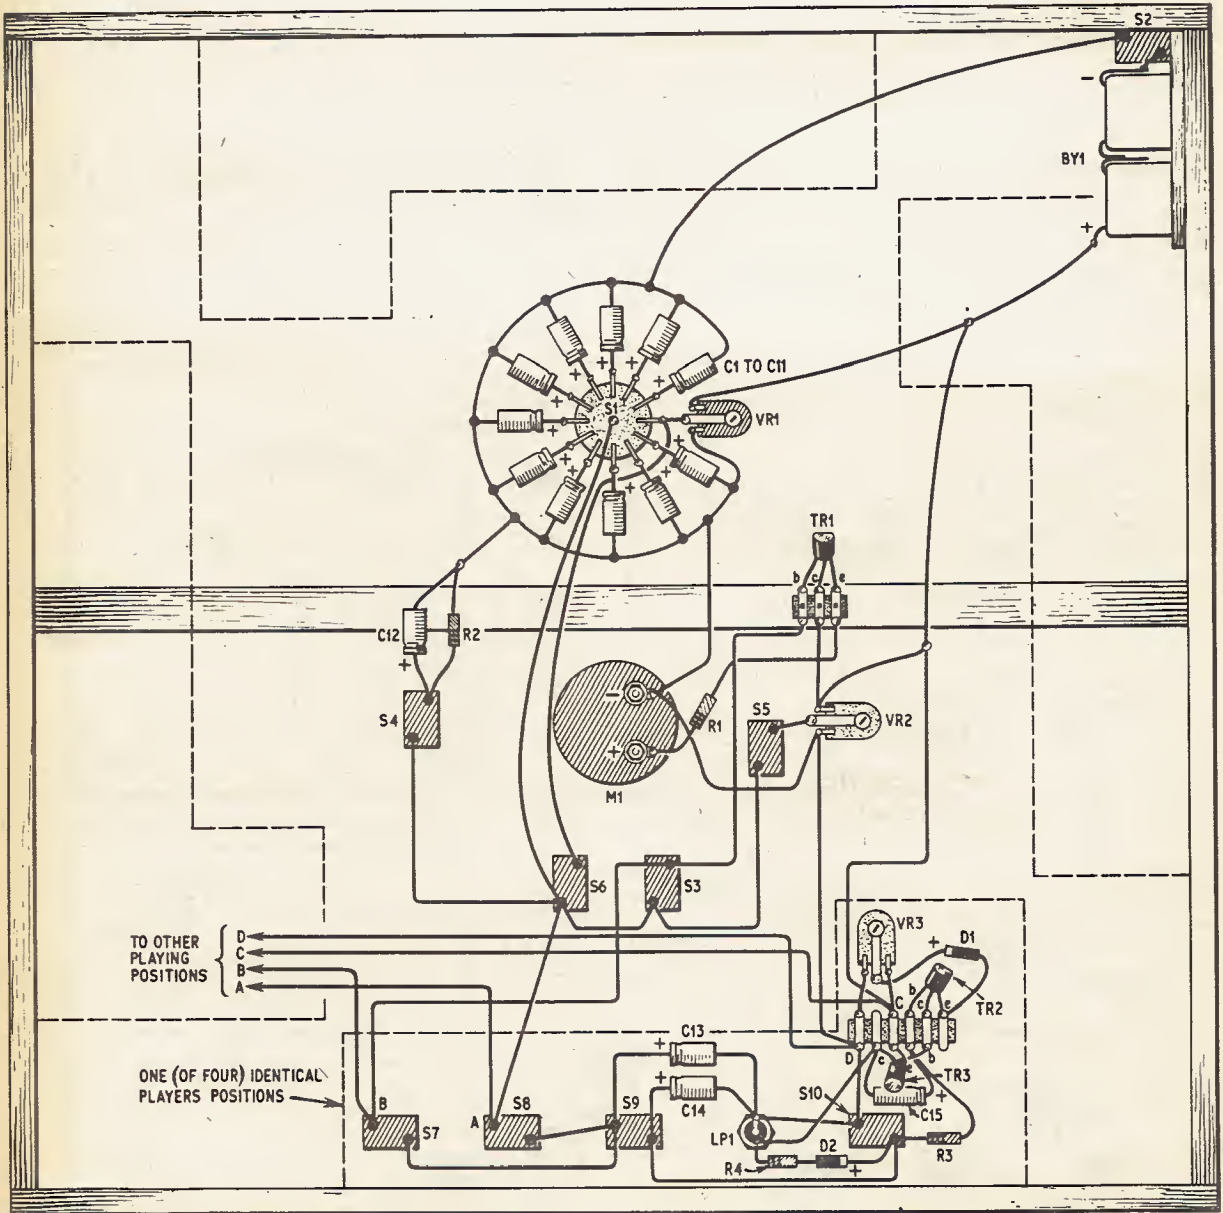 S2
−
BY1
+
C1 TO C11
+
+
+
+
+
+
+
+
+
+
+
S1
VR1
TR1
b c e
C12
R2
+
S4
−
+
M1
R1
S5
VR2
S6
S3
TO OTHER
PLAYING
POSITIONS
D
C
B
A
VR3
+
D1
b
C
c
e
TR2
D
c
e
b
TR3
+
C15
ONE (OF FOUR) IDENTICAL
PLAYERS POSITIONS
B
S7
A
S8
S9
C13
+
+
C14
LP1
S10
R4
D2
+
R3